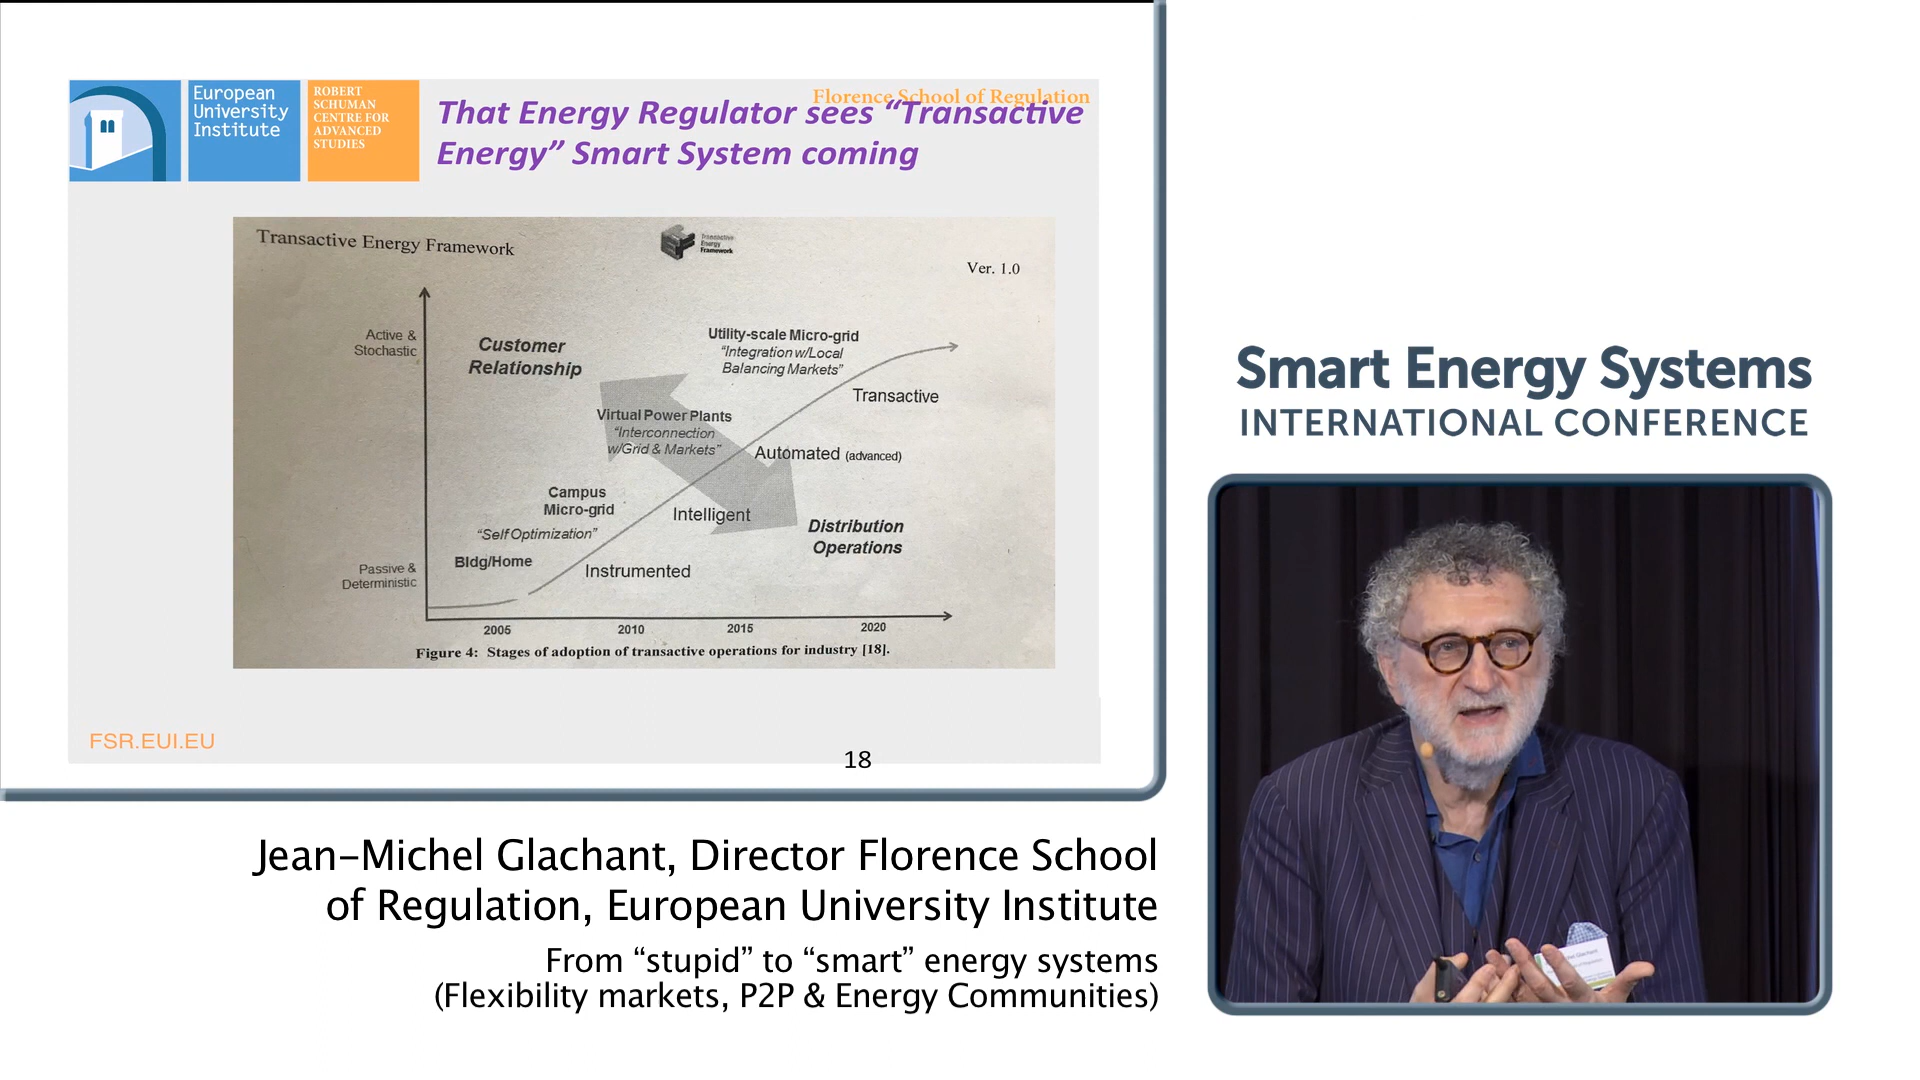 European
University
Institute
ROBERT
SCHUMAN
CENTRE FOR
ADVANCED
STUDIES
Florence School of Regulation
That Energy Regulator sees “Transactive
Energy” Smart System coming
Transactive Energy Framework
Transactive
Energy
Framework
Ver. 1.0
Active &
Stochastic
Customer
Relationship
Utility-scale Micro-grid
“Integration w/Local
Balancing Markets”
Transactive
Virtual Power Plants
“Interconnection
w/Grid & Markets”
Automated (advanced)
Campus
Micro-grid
“Self Optimization”
Intelligent
Distribution
Operations
Bldg/Home
Instrumented
Passive &
Deterministic
2005 2010 2015 2020
Figure 4: Stages of adoption of transactive operations for industry [18].
FSR.EUI.EU
18
Smart Energy Systems
INTERNATIONAL CONFERENCE
Jean-Michel Glachant, Director Florence School
of Regulation, European University Institute
From “stupid” to “smart” energy systems
(Flexibility markets, P2P & Energy Communities)